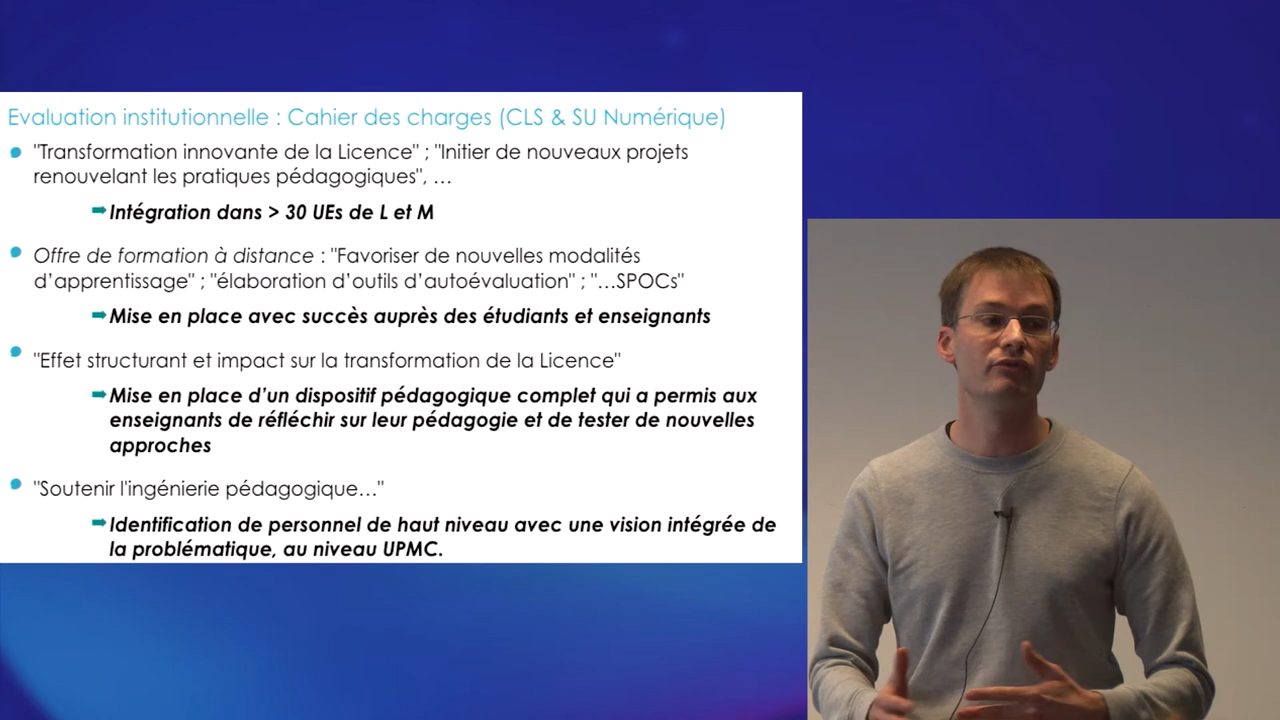 Evaluation institutionnelle : Cahier des charges (CLS & SU Numérique)
"Transformation innovante de la Licence" ; "Initier de nouveaux projets
renouvelant les pratiques pédagogiques", …
Intégration dans > 30 UEs de L et M
Offre de formation à distance : "Favoriser de nouvelles modalités
d’apprentissage" ; "élaboration d’outils d’autoévaluation" ; "…SPOCs"
Mise en place avec succès auprès des étudiants et enseignants
"Effet structurant et impact sur la transformation de la Licence"
Mise en place d’un dispositif pédagogique complet qui a permis aux
enseignants de réfléchir sur leur pédagogie et de tester de nouvelles
approches
"Soutenir l'ingénierie pédagogique…"
Identification de personnel de haut niveau avec une vision intégrée de
la problématique, au niveau UPMC.